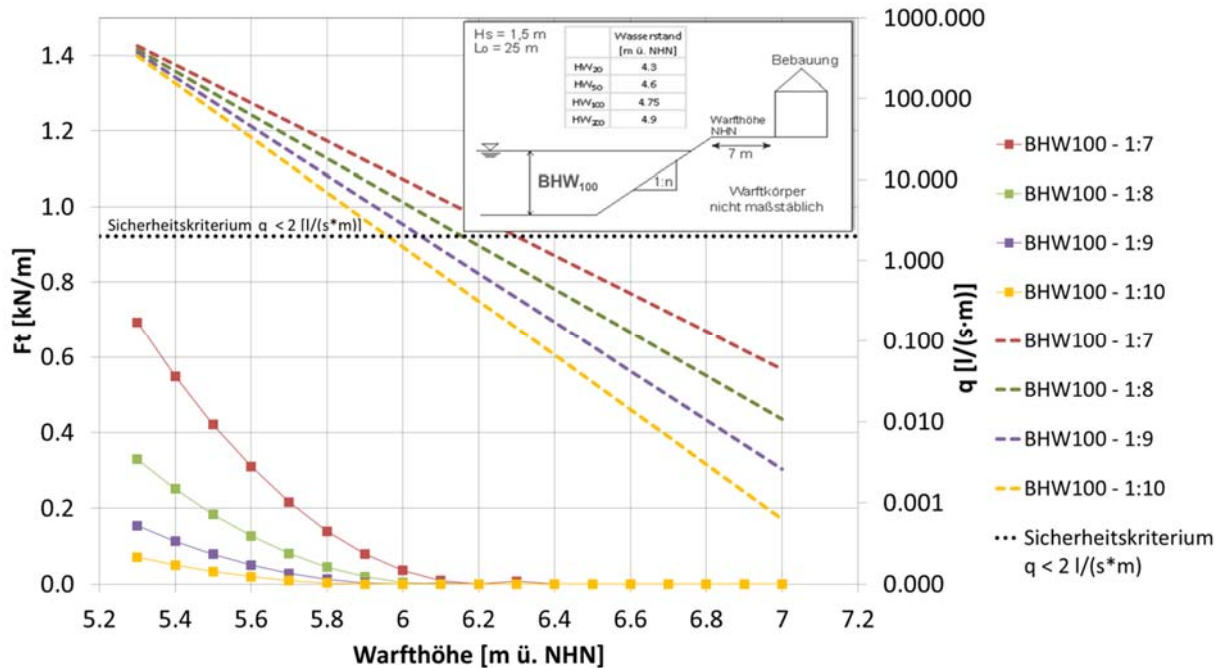 Hs = 1,5 m
Lo = 25 m
Wasserstand
[m ü. NHN]
HW20 4.3
HW50 4.6
HW100 4.75
HW200 4.9
Bebauung
Warfthöhe
NHN
7 m
BHW100
1:n
Warftkörper
nicht maßstäblich
Sicherheitskriterium q < 2 [l/(s*m)]
Ft [kN/m]
1.4
1.2
1.0
0.8
0.6
0.4
0.2
0.0
1000.000
100.000
10.000
1.000
0.100
0.010
0.001
0.000
q [l/(s·m)]
5.2 5.4 5.6 5.8 6 6.2 6.4 6.6 6.8 7 7.2
Warfthöhe [m ü. NHN]
BHW100 - 1:7
BHW100 - 1:8
BHW100 - 1:9
BHW100 - 1:10
BHW100 - 1:7
BHW100 - 1:8
BHW100 - 1:9
BHW100 - 1:10
Sicherheitskriterium
q < 2 l/(s*m)